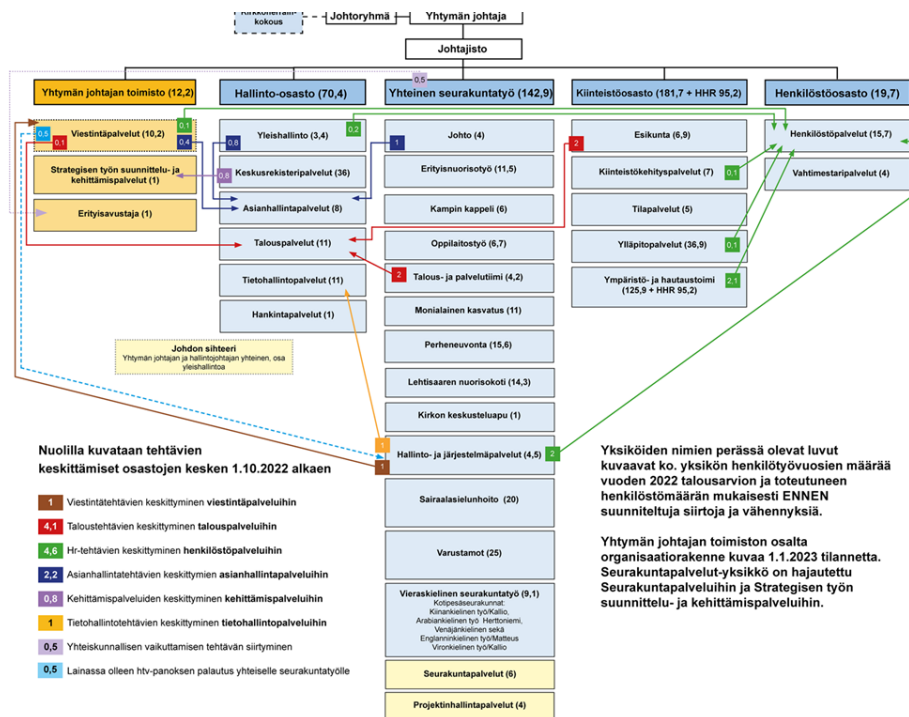 Kirkkoherrain-
kokous
Johtoryhmä
Yhtymän johtaja
Johtajisto
0,5
Yhtymän johtajan toimisto (12,2)
Hallinto-osasto (70,4)
Yhteinen seurakuntatyö (142,9)
Kiinteistöosasto (181,7 + HHR 95,2)
Henkilöstöosasto (19,7)
0,5
0,1
Viestintäpalvelut (10,2)
0,1
0,4
Strategisen työn suunnittelu- ja
kehittämispalvelut (1)
Erityisavustaja (1)
0,2
0,8
Yleishallinto (3,4)
0,8
Keskusrekisteripalvelut (36)
Asianhallintapalvelut (8)
Talouspalvelut (11)
Tietohallintopalvelut (11)
Hankintapalvelut (1)
Johdon sihteeri
Yhtymän johtajan ja hallintojohtajan yhteinen, osa
yleishallintoa
1
Johto (4)
Erityisnuorisotyö (11,5)
Kampin kappeli (6)
Oppilaitostyö (6,7)
2
Talous- ja palvelutiimi (4,2)
Monialainen kasvatus (11)
Perheneuvonta (15,6)
Lehtisaaren nuorisokoti (14,3)
Kirkon keskusteluapu (1)
1
1
Hallinto- ja järjestelmäpalvelut (4,5)
2
Sairaalasielunhoito (20)
Varustamot (25)
Vieraskielinen seurakuntatyö (9,1)
Kotipesäseurakunnat:
Kiinankielinen työ/Kallio,
Arabiankielinen työ Herttoniemi,
Venäjänkielinen sekä
Englanninkielinen työ/Matteus
Vironkielinen työ/Kallio
Seurakuntapalvelut (6)
Projektinhallintapalvelut (4)
2
Esikunta (6,9)
Kiinteistökehityspalvelut (7)
0,1
Tilapalvelut (5)
Ylläpitopalvelut (36,9)
0,1
Ympäristö- ja hautaustoimi
(125,9 + HHR 95,2)
2,1
Henkilöstöpalvelut (15,7)
Vahtimestaripalvelut (4)
Nuolilla kuvataan tehtävien
keskittämiset osastojen kesken 1.10.2022 alkaen
1 Viestintätehtävien keskittyminen viestintäpalveluihin
4,1 Taloustehtävien keskittyminen talouspalveluihin
4,6 Hr-tehtävien keskittyminen henkilöstöpalveluihin
2,2 Asianhallintatehtävien keskittymien asianhallintapalveluihin
0,8 Kehittämispalveluiden keskittyminen kehittämispalveluihin
1 Tietohallintotehtävien keskittyminen tietohallintopalveluihin
0,5 Yhteiskunnallisen vaikuttamisen tehtävän siirtyminen
0,5 Lainassa olleen htv-panoksen palautus yhteiselle seurakuntatyölle
Yksiköiden nimien perässä olevat luvut
kuvaavat ko. yksikön henkilötyövuosien määrää
vuoden 2022 talousarvion ja toteutuneen
henkilöstömäärän mukaisesti ENNEN
suunniteltuja siirtoja ja vähennyksiä.
Yhtymän johtajan toimiston osalta
organisaatiorakenne kuvaa 1.1.2023 tilannetta.
Seurakuntapalvelut-yksikkö on hajautettu
Seurakuntapalveluihin ja Strategisen työn
suunnittelu- ja kehittämispalveluihin.